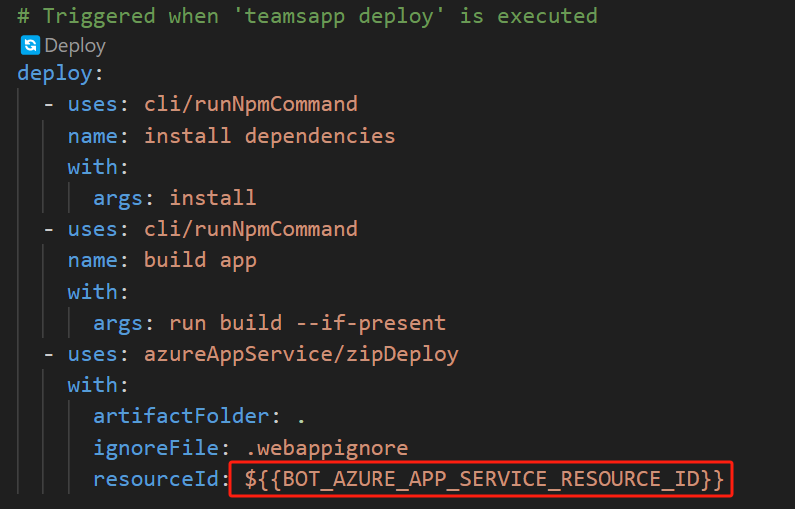 # Triggered when 'teamsapp deploy' is executed
Deploy
deploy:
- uses: cli/runNpmCommand
name: install dependencies
with:
args: install
- uses: cli/runNpmCommand
name: build app
with:
args: run build --if-present
- uses: azureAppService/zipDeploy
with:
artifactFolder: .
ignoreFile: .webappignore
resourceId: ${{BOT_AZURE_APP_SERVICE_RESOURCE_ID}}